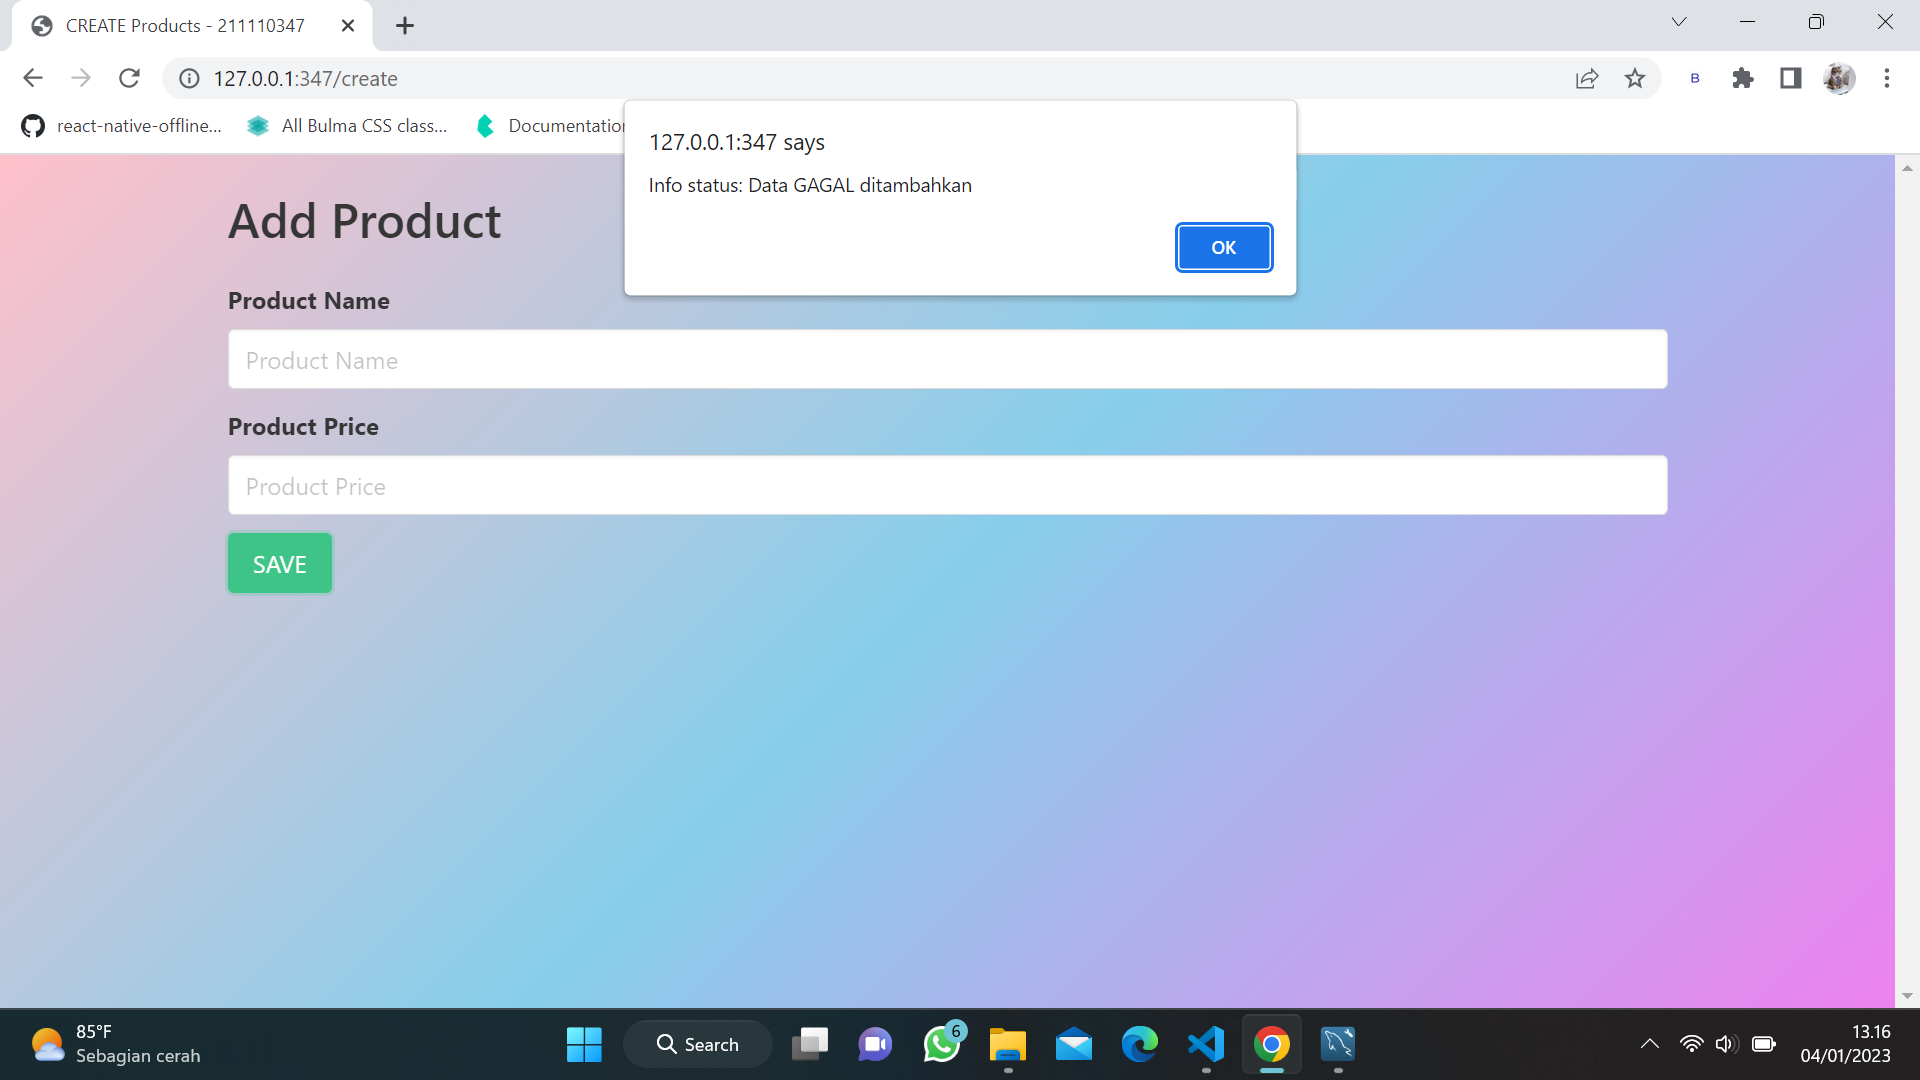 CREATE Products - 211110347
127.0.0.1:347/create
B
react-native-offline...
All Bulma CSS class...
Documentation
127.0.0.1:347 says
Info status: Data GAGAL ditambahkan
OK
Add Product
Product Name
Product Name
Product Price
Product Price
SAVE
85°F
Sebagian cerah
Search
6
13.16
04/01/2023